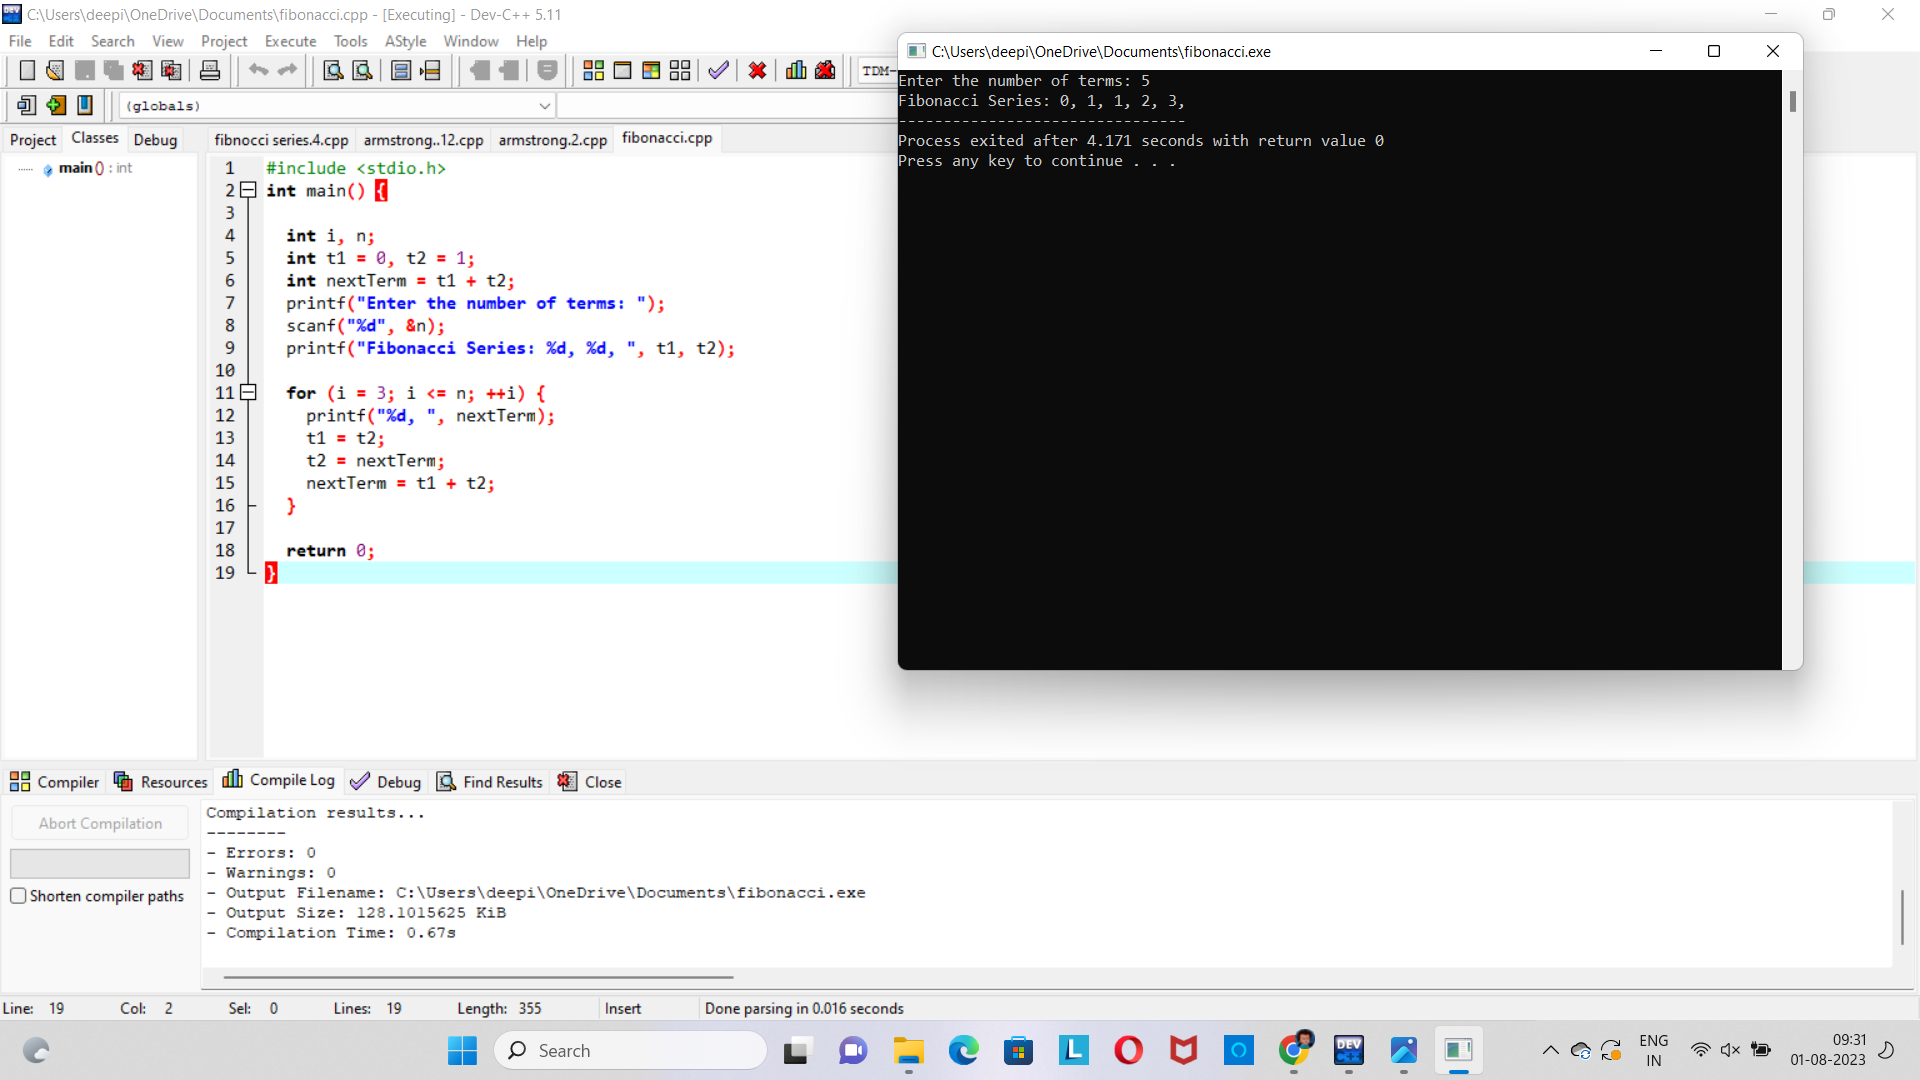 C:\Users\deepi\OneDrive\Documents\fibonacci.cpp - [Executing] - Dev-C++ 5.11
File Edit Search View Project Execute Tools AStyle Window Help
TDM-
(globals)
Project Classes Debug
fibnocci series.4.cpp armstrong..12.cpp armstrong.2.cpp fibonacci.cpp
main () : int
1 #include <stdio.h>
2 int main() {
3
4 int i, n;
5 int t1 = 0, t2 = 1;
6 int nextTerm = t1 + t2;
7 printf("Enter the number of terms: ");
8 scanf("%d", &n);
9 printf("Fibonacci Series: %d, %d, ", t1, t2);
10
11 for (i = 3; i <= n; ++i) {
12 printf("%d, ", nextTerm);
13 t1 = t2;
14 t2 = nextTerm;
15 nextTerm = t1 + t2;
16 }
17
18 return 0;
19 }
C:\Users\deepi\OneDrive\Documents\fibonacci.exe
Enter the number of terms: 5
Fibonacci Series: 0, 1, 1, 2, 3,
--------------------------------
Process exited after 4.171 seconds with return value 0
Press any key to continue . . .
Compiler Resources Compile Log Debug Find Results Close
Abort Compilation
Shorten compiler paths
Compilation results...
--------
- Errors: 0
- Warnings: 0
- Output Filename: C:\Users\deepi\OneDrive\Documents\fibonacci.exe
- Output Size: 128.1015625 KiB
- Compilation Time: 0.67s
Line: 19 Col: 2 Sel: 0 Lines: 19 Length: 355 Insert Done parsing in 0.016 seconds
Search
L
DEV
C++
ENG
IN
09:31
01-08-2023